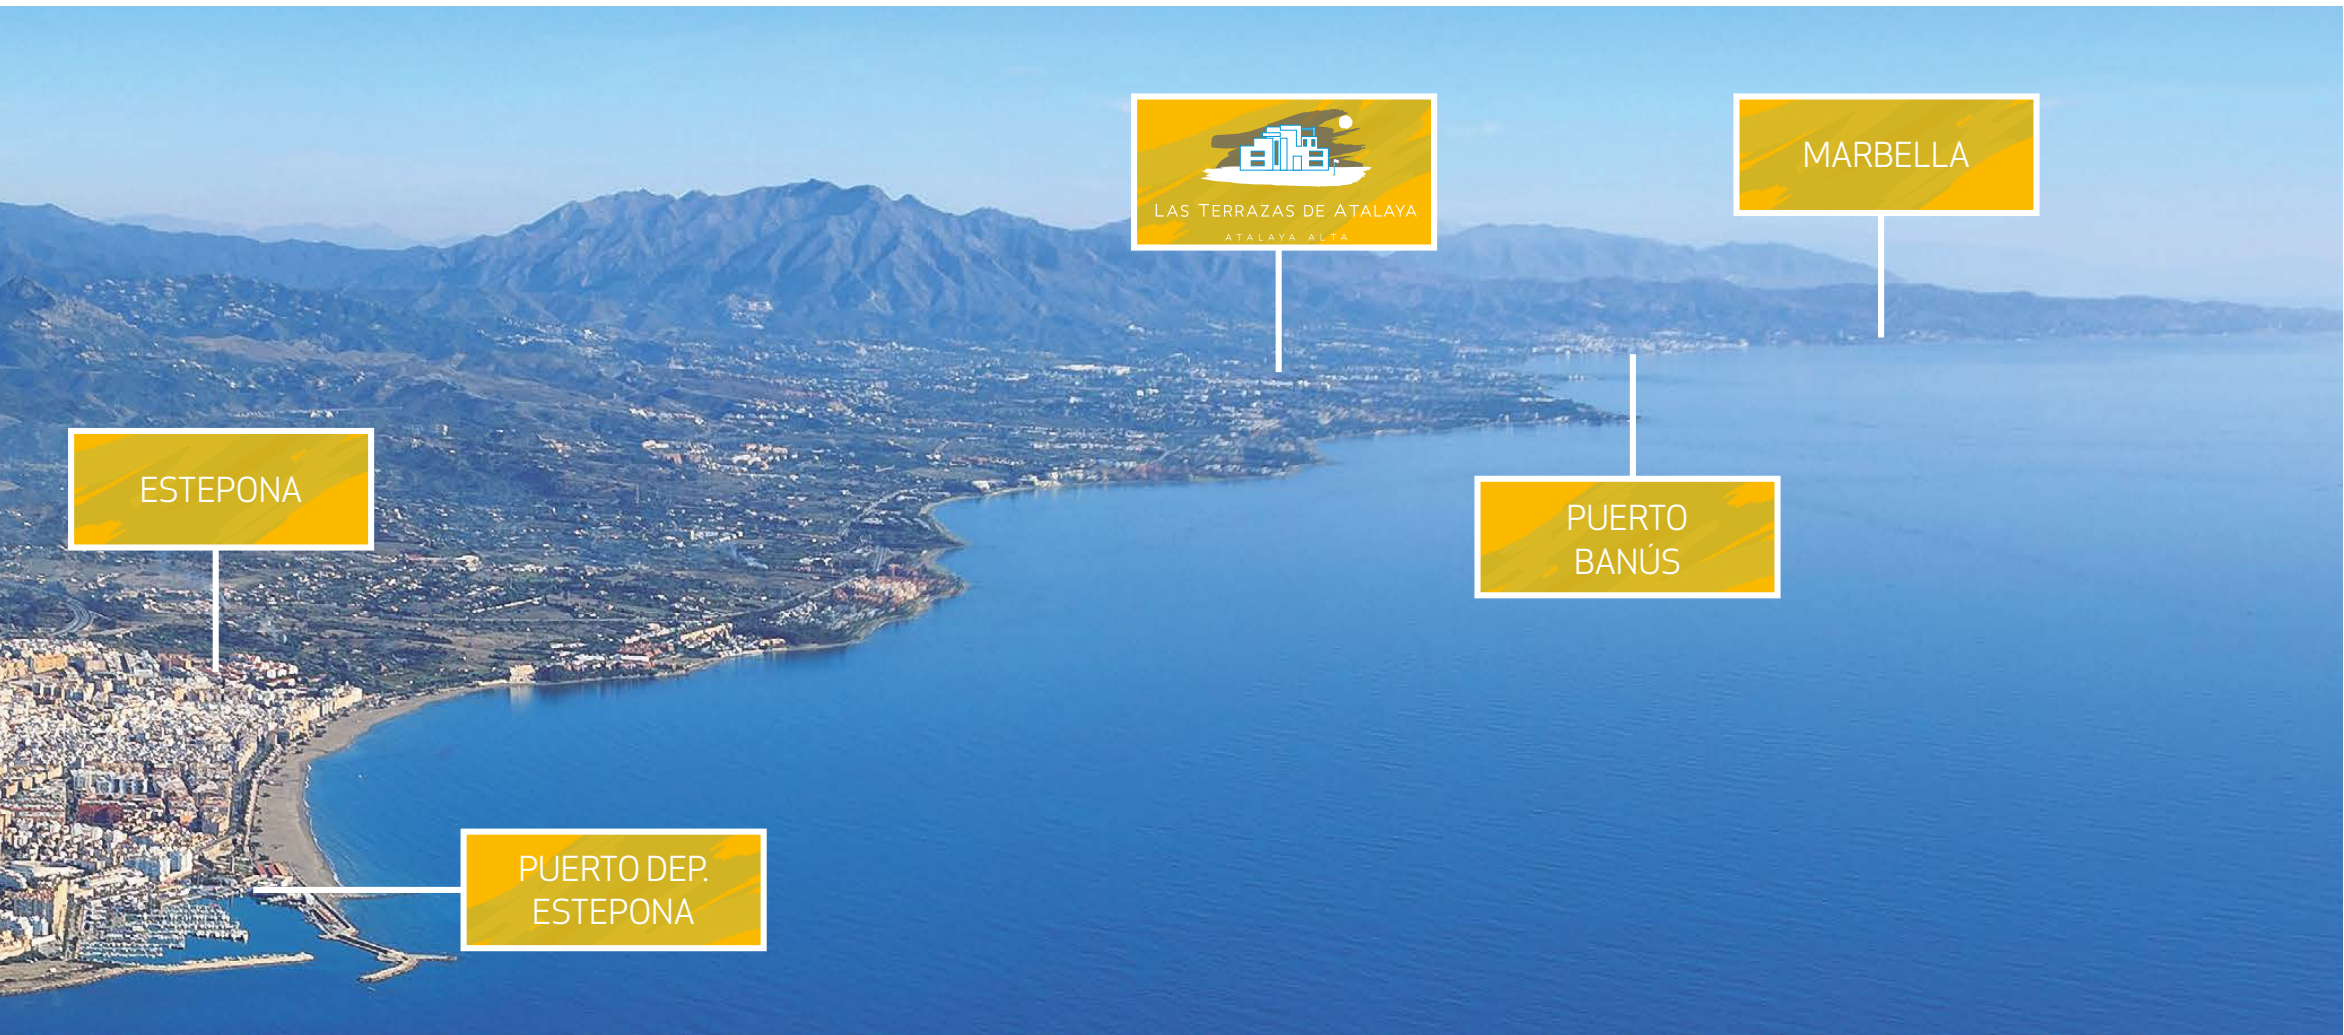 LAS TERRAZAS DE ATALAYA
ATALAYA ALTA
MARBELLA
ESTEPONA
PUERTO
BANÚS
PUERTO DEP.
ESTEPONA